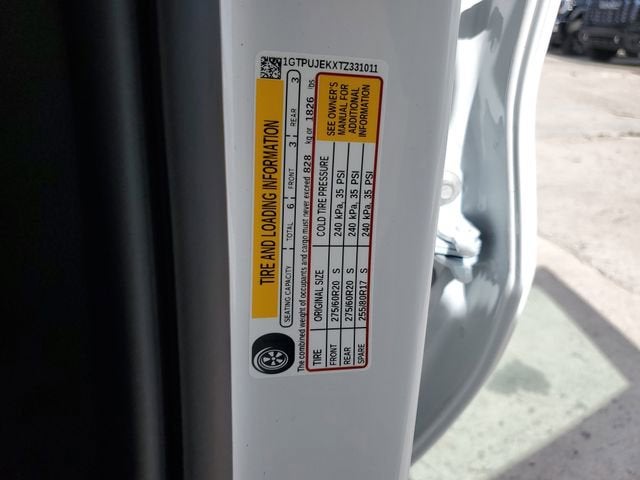 1GTPUJEKXTZ331011
TIRE AND LOADING INFORMATION
SEATING CAPACITY TOTAL 6 FRONT 3 REAR 3
The combined weight of occupants and cargo must never exceed 828 kg or 1826 lbs
TIRE ORIGINAL SIZE COLD TIRE PRESSURE
FRONT 275/60R20 S 240 kPa, 35 PSI
REAR 275/60R20 S 240 kPa, 35 PSI
SPARE 255/80R17 S 240 kPa, 35 PSI
SEE OWNER'S
MANUAL FOR
ADDITIONAL
INFORMATION